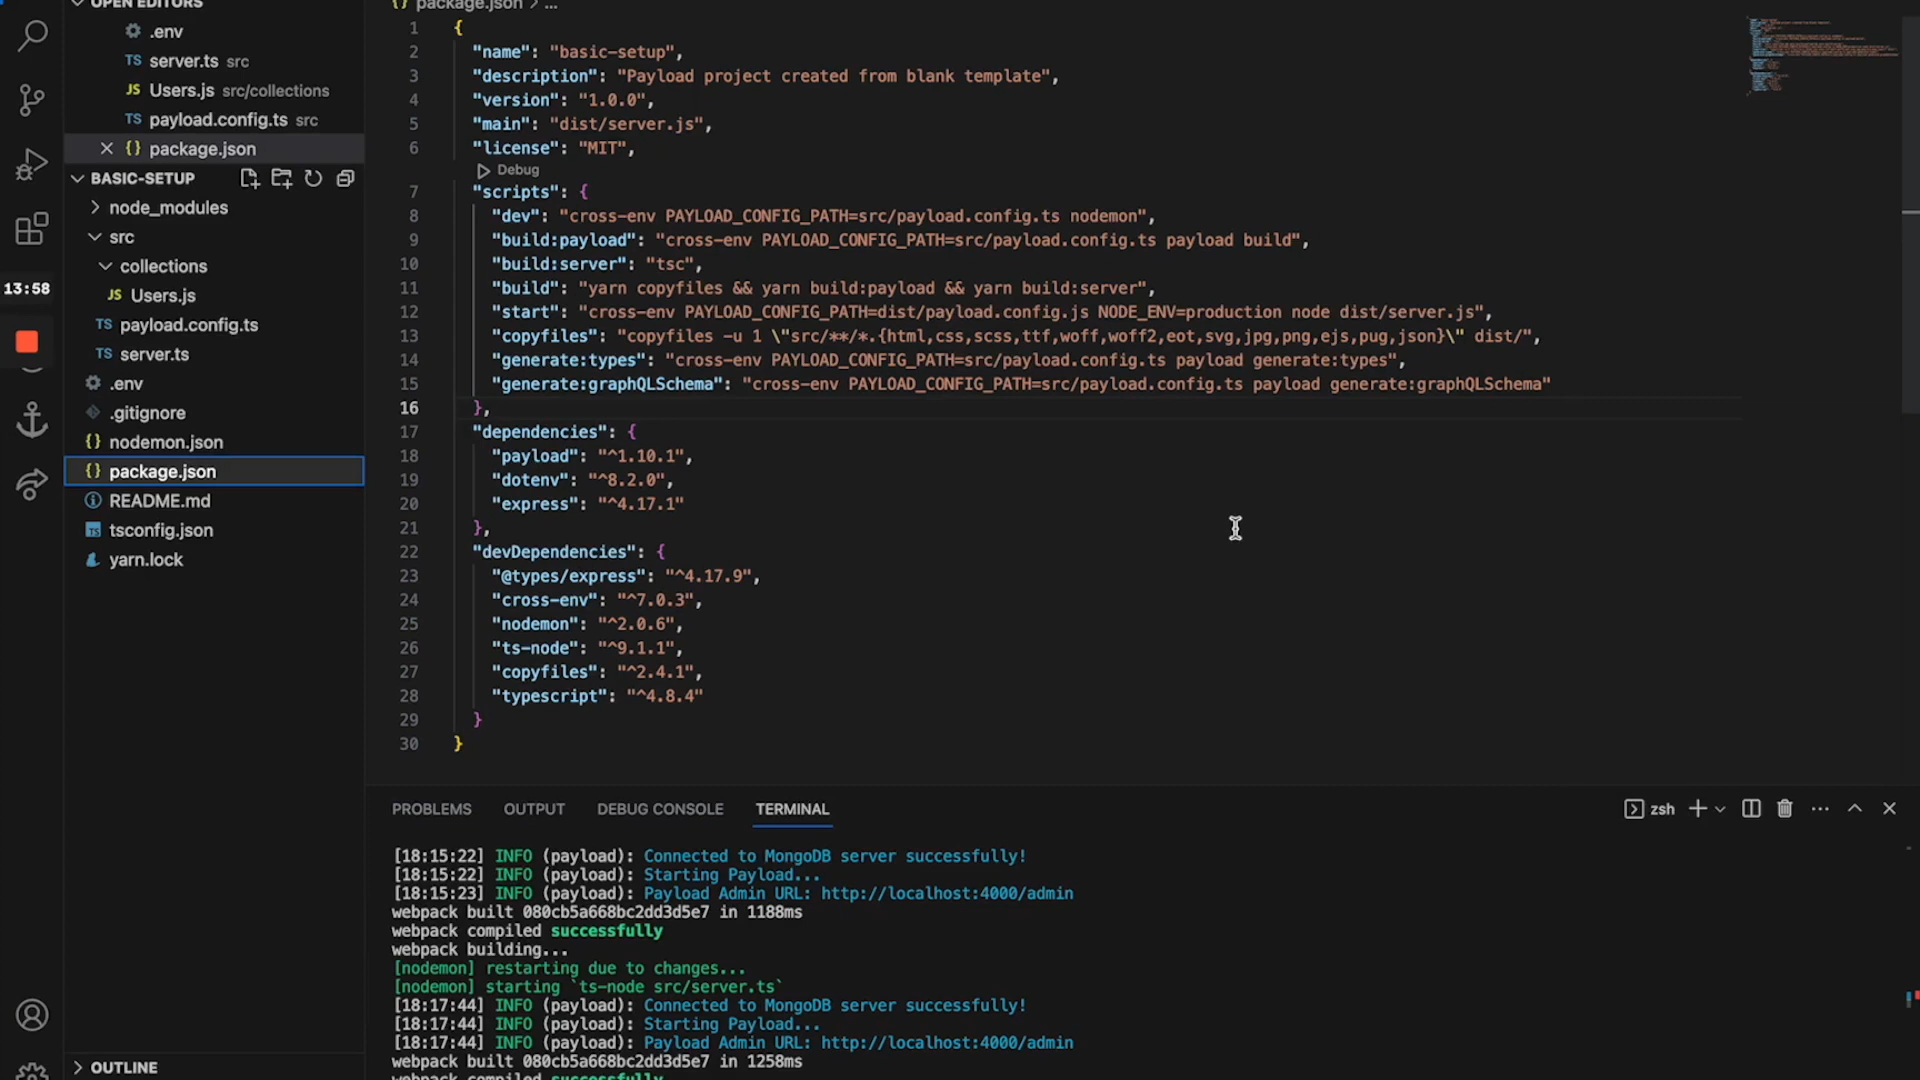 OPEN EDITORS
.env
server.ts src
Users.js src/collections
payload.config.ts src
package.json
BASIC-SETUP
node_modules
src
collections
Users.js
payload.config.ts
server.ts
.env
.gitignore
nodemon.json
package.json
README.md
tsconfig.json
yarn.lock
OUTLINE
13:58
package.json > ...
1 {
2 "name": "basic-setup",
3 "description": "Payload project created from blank template",
4 "version": "1.0.0",
5 "main": "dist/server.js",
6 "license": "MIT",
Debug
7 "scripts": {
8 "dev": "cross-env PAYLOAD_CONFIG_PATH=src/payload.config.ts nodemon",
9 "build:payload": "cross-env PAYLOAD_CONFIG_PATH=src/payload.config.ts payload build",
10 "build:server": "tsc",
11 "build": "yarn copyfiles && yarn build:payload && yarn build:server",
12 "start": "cross-env PAYLOAD_CONFIG_PATH=dist/payload.config.js NODE_ENV=production node dist/server.js",
13 "copyfiles": "copyfiles -u 1 \"src/**/*.{html,css,scss,ttf,woff,woff2,eot,svg,jpg,png,ejs,pug,json}\" dist/",
14 "generate:types": "cross-env PAYLOAD_CONFIG_PATH=src/payload.config.ts payload generate:types",
15 "generate:graphQLSchema": "cross-env PAYLOAD_CONFIG_PATH=src/payload.config.ts payload generate:graphQLSchema"
16 },
17 "dependencies": {
18 "payload": "^1.10.1",
19 "dotenv": "^8.2.0",
20 "express": "^4.17.1"
21 },
22 "devDependencies": {
23 "@types/express": "^4.17.9",
24 "cross-env": "^7.0.3",
25 "nodemon": "^2.0.6",
26 "ts-node": "^9.1.1",
27 "copyfiles": "^2.4.1",
28 "typescript": "^4.8.4"
29 }
30 }
PROBLEMS OUTPUT DEBUG CONSOLE TERMINAL zsh
[18:15:22] INFO (payload): Connected to MongoDB server successfully!
[18:15:22] INFO (payload): Starting Payload...
[18:15:23] INFO (payload): Payload Admin URL: http://localhost:4000/admin
webpack built 080cb5a668bc2dd3d5e7 in 1188ms
webpack compiled successfully
webpack building...
[nodemon] restarting due to changes...
[nodemon] starting `ts-node src/server.ts`
[18:17:44] INFO (payload): Connected to MongoDB server successfully!
[18:17:44] INFO (payload): Starting Payload...
[18:17:44] INFO (payload): Payload Admin URL: http://localhost:4000/admin
webpack built 080cb5a668bc2dd3d5e7 in 1258ms
webpack compiled successfully